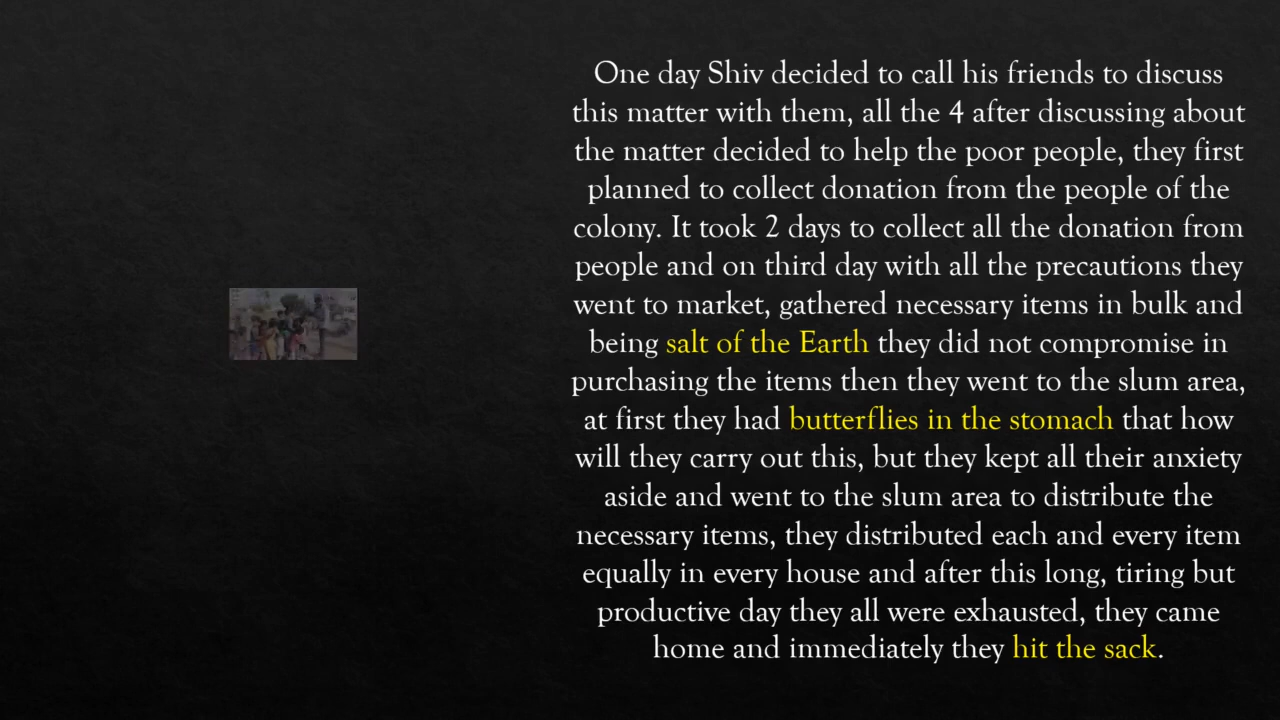 One day Shiv decided to call his friends to discuss
this matter with them, all the 4 after discussing about
the matter decided to help the poor people, they first
planned to collect donation from the people of the
colony. It took 2 days to collect all the donation from
people and on third day with all the precautions they
went to market, gathered necessary items in bulk and
being salt of the Earth they did not compromise in
purchasing the items then they went to the slum area,
at first they had butterflies in the stomach that how
will they carry out this, but they kept all their anxiety
aside and went to the slum area to distribute the
necessary items, they distributed each and every item
equally in every house and after this long, tiring but
productive day they all were exhausted, they came
home and immediately they hit the sack.